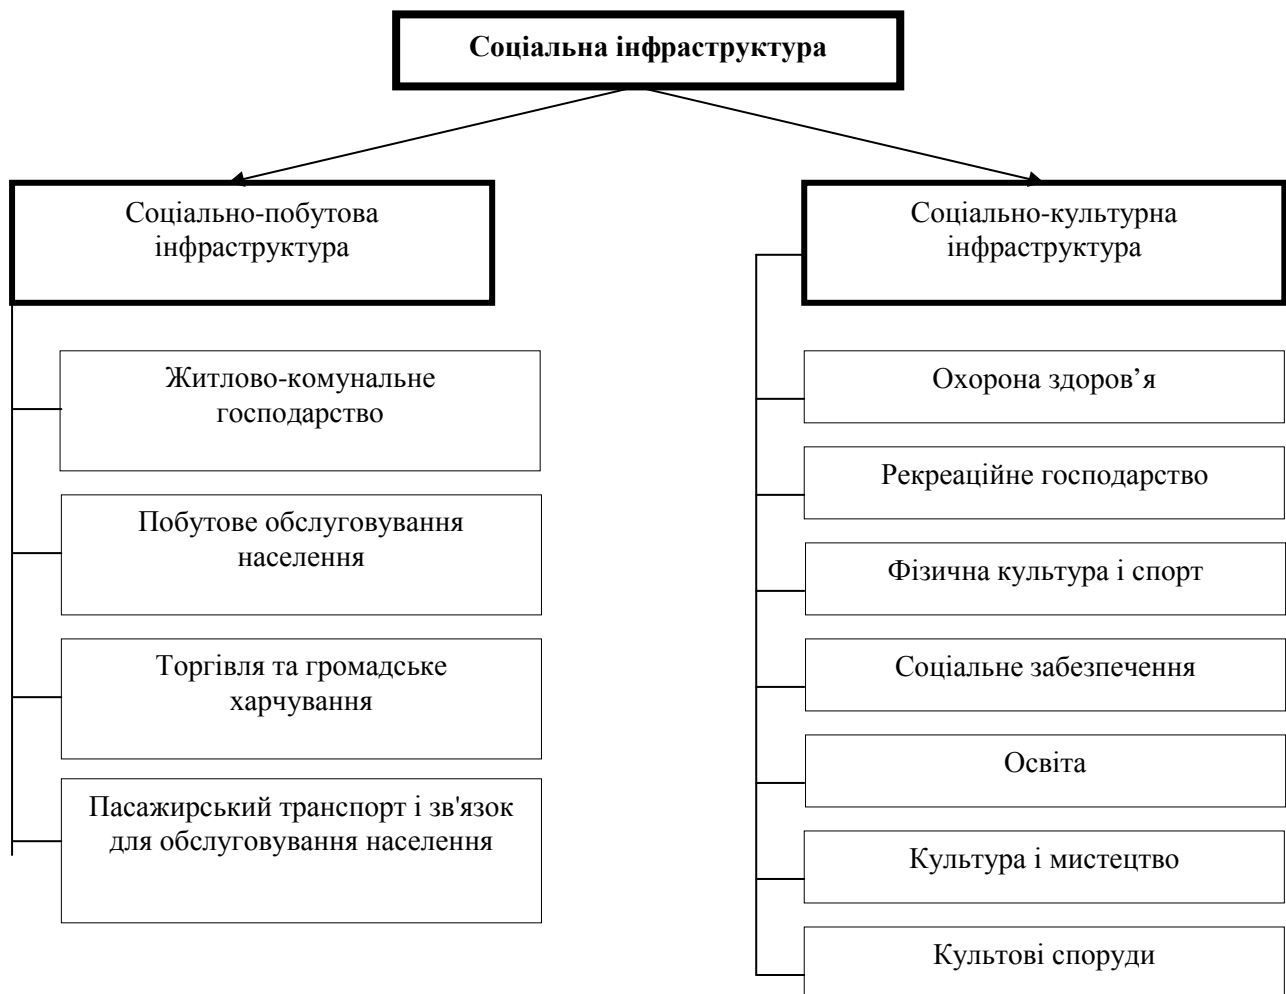 Соціальна інфраструктура
Соціально-побутова
інфраструктура
Житлово-комунальне
господарство
Побутове обслуговування
населення
Торгівля та громадське
харчування
Пасажирський транспорт і зв'язок
для обслуговування населення
Соціально-культурна
інфраструктура
Охорона здоров’я
Рекреаційне господарство
Фізична культура і спорт
Соціальне забезпечення
Освіта
Культура і мистецтво
Культові споруди